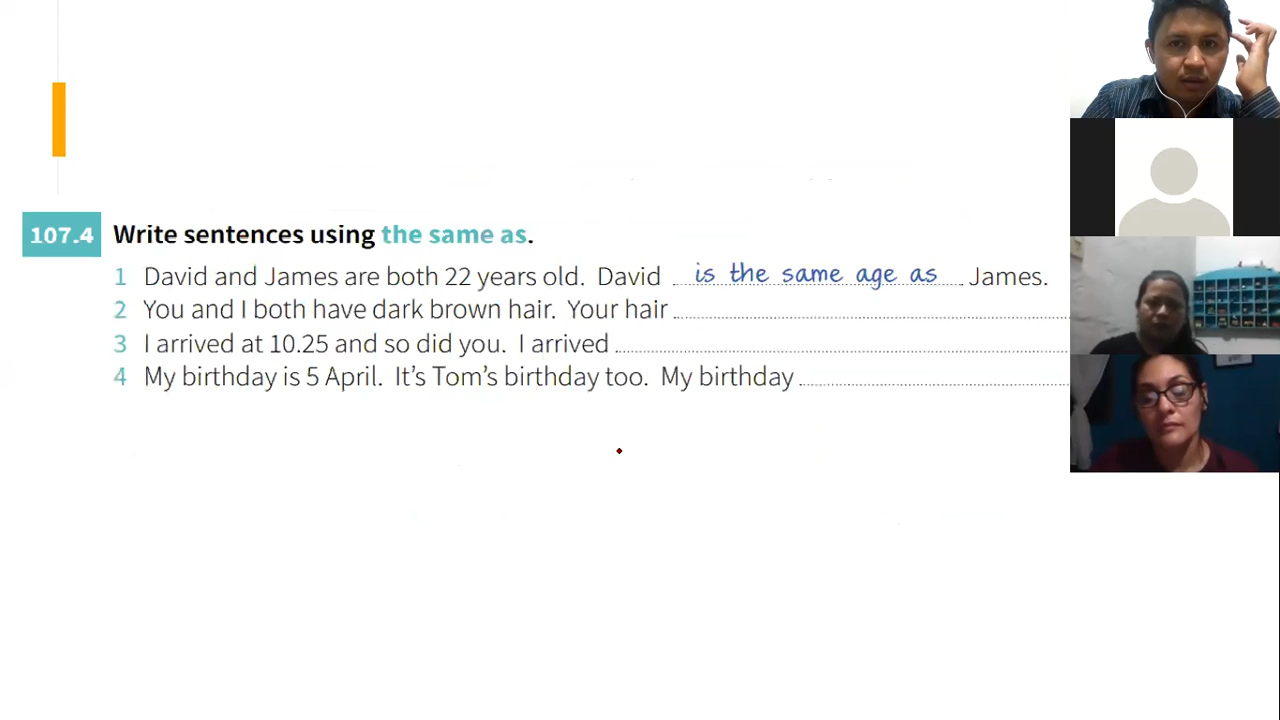 107.4 Write sentences using the same as.
1 David and James are both 22 years old. David is the same age as James.
2 You and I both have dark brown hair. Your hair
3 I arrived at 10.25 and so did you. I arrived
4 My birthday is 5 April. It's Tom's birthday too. My birthday